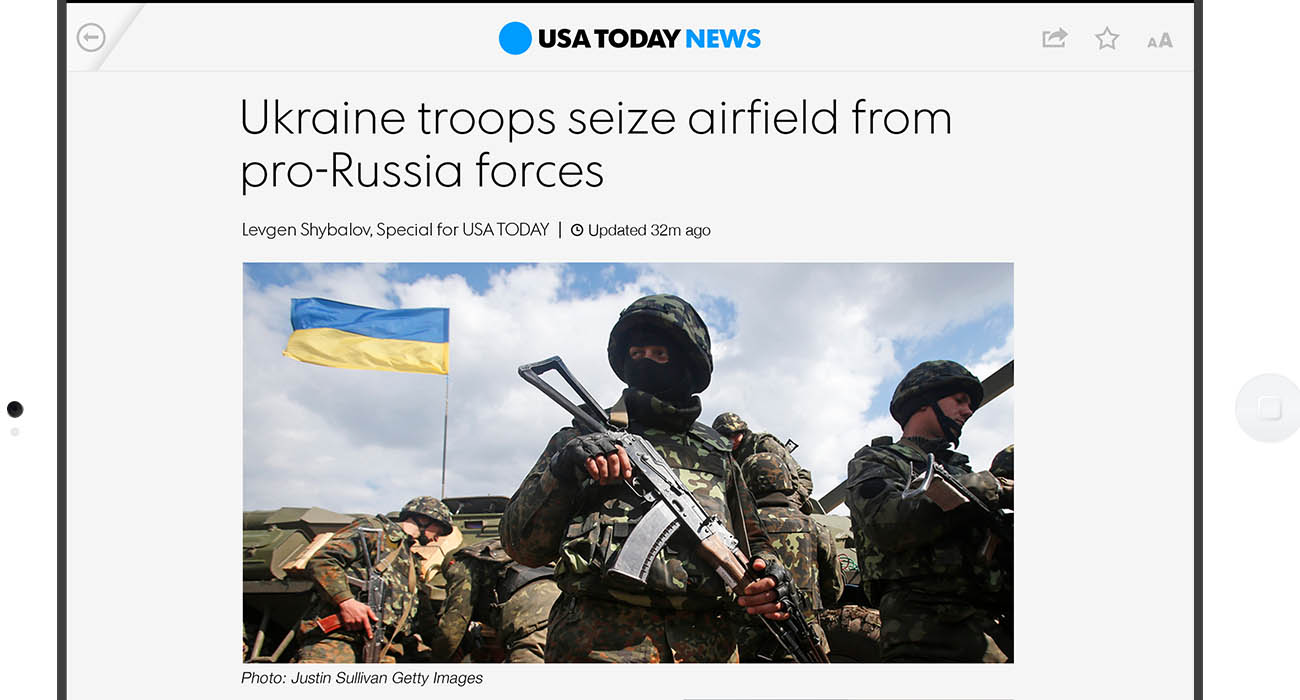 USA TODAY NEWS
AA
Ukraine troops seize airfield from
pro-Russia forces
Levgen Shybalov, Special for USA TODAY | Updated 32m ago
Photo: Justin Sullivan Getty Images